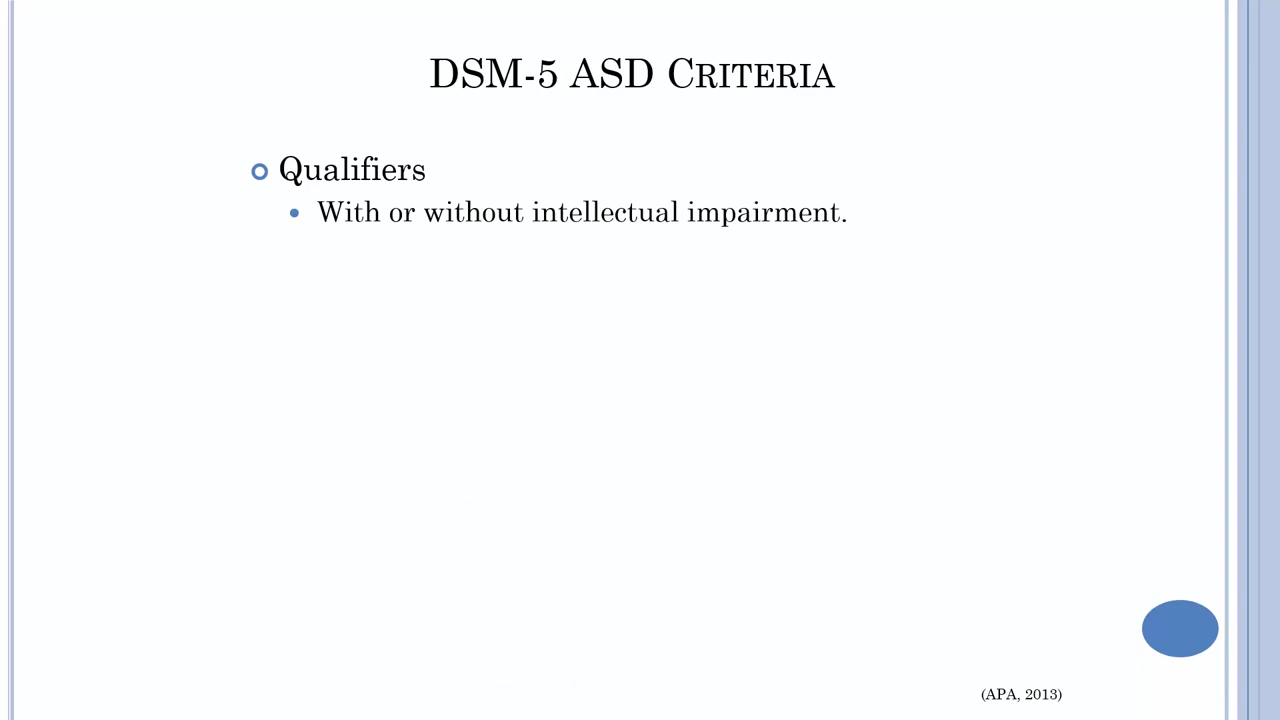 DSM-5 ASD CRITERIA
Qualifiers
With or without intellectual impairment.
(APA, 2013)